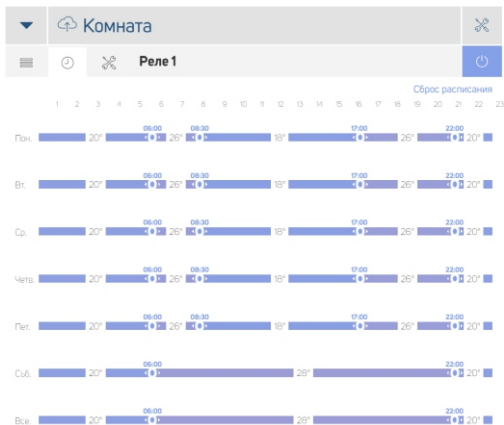 Комната
Реле 1
Сброс расписания
1 2 3 4 5 6 7 8 9 10 11 12 13 14 15 16 17 18 19 20 21 22 23
06:00 08:30 17:00 22:00
Пон. 20° 26° 18° 26° 20°
06:00 08:30 17:00 22:00
Вт. 20° 26° 18° 26° 20°
06:00 08:30 17:00 22:00
Ср. 20° 26° 18° 26° 20°
06:00 08:30 17:00 22:00
Четв. 20° 26° 18° 26° 20°
06:00 08:30 17:00 22:00
Пет. 20° 26° 18° 26° 20°
06:00 22:00
Съб. 20° 28° 20°
06:00 22:00
Все. 20° 28° 20°